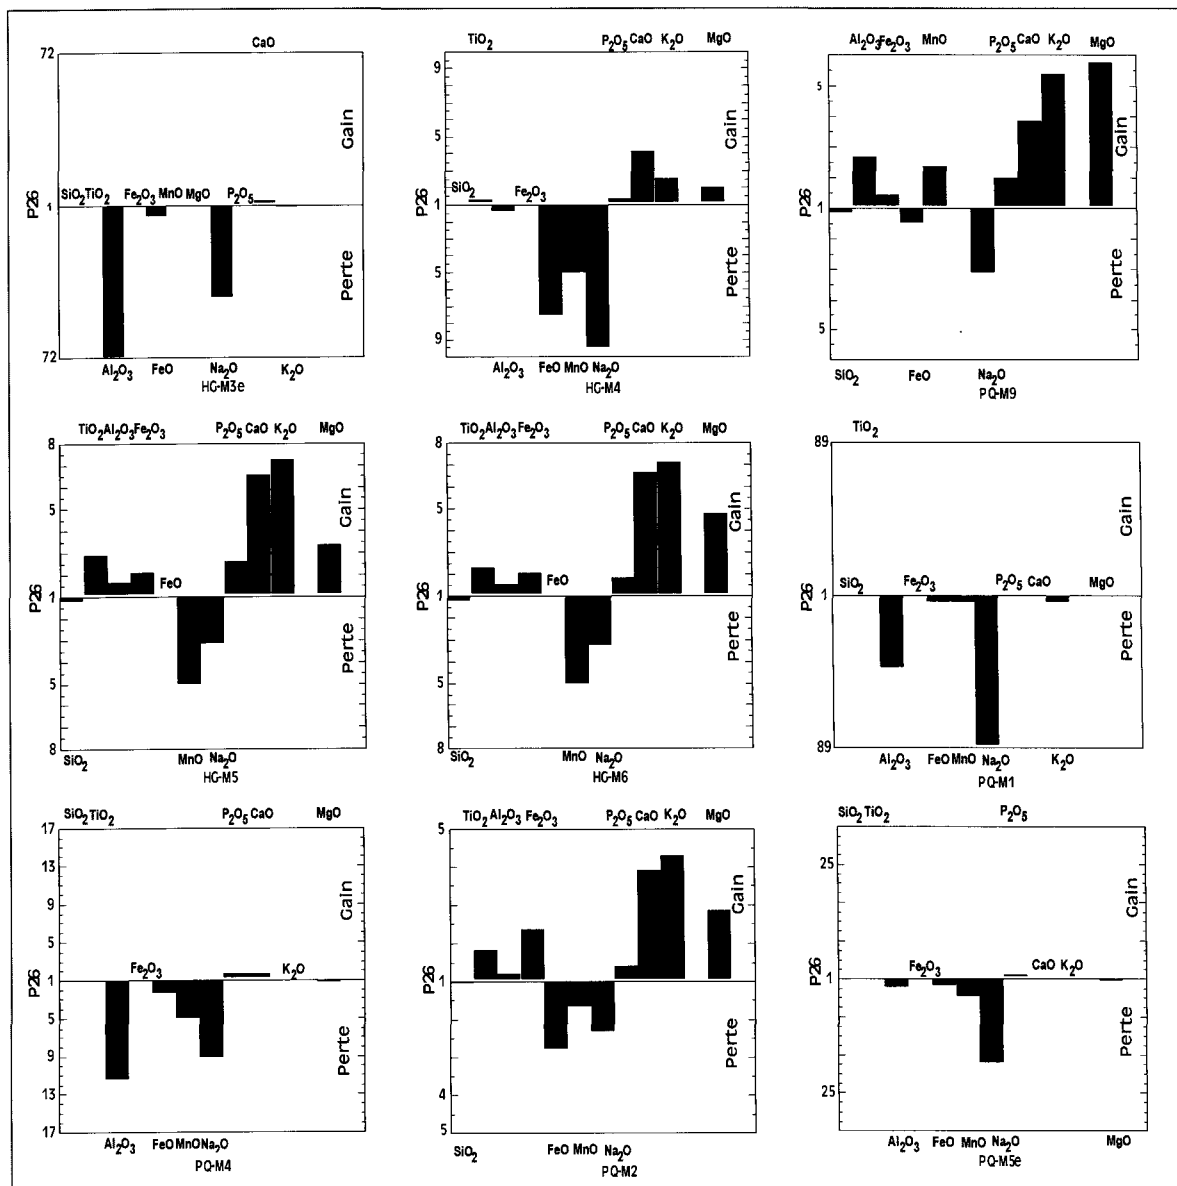 CaO
72
Gain
SiO₂ TiO₂ Fe₂O₃ MnO MgO P₂O₅
P26
1
Perte
72
Al₂O₃ FeO Na₂O K₂O
HG-M3e
TiO₂ P₂O₅ CaO K₂O MgO
9
5
Gain
SiO₂ Fe₂O₃
P26
1
Perte
5
9
Al₂O₃ FeO MnO Na₂O
HG-M4
Al₂O₃ Fe₂O₃ MnO P₂O₅ CaO K₂O MgO
5
Gain
P26
1
Perte
5
SiO₂ FeO Na₂O
PQ-M9
TiO₂ Al₂O₃ Fe₂O₃ P₂O₅ CaO K₂O MgO
8
5
Gain
FeO
P26
1
Perte
5
8
SiO₂ MnO Na₂O
HG-M5
TiO₂ Al₂O₃ Fe₂O₃ P₂O₅ CaO K₂O MgO
8
5
Gain
FeO
P26
1
Perte
5
8
SiO₂ MnO Na₂O
HG-M6
TiO₂
89
Gain
SiO₂ Fe₂O₃ P₂O₅ CaO MgO
P26
1
Perte
89
Al₂O₃ FeO MnO Na₂O K₂O
PQ-M1
SiO₂ TiO₂ P₂O₅ CaO MgO
17
13
9
5
Gain
Fe₂O₃ K₂O
P26
1
Perte
5
9
13
17
Al₂O₃ FeO MnO Na₂O
PQ-M4
TiO₂ Al₂O₃ Fe₂O₃ P₂O₅ CaO K₂O MgO
5
Gain
P26
1
Perte
4
5
SiO₂ FeO MnO Na₂O
PQ-M2
SiO₂ TiO₂ P₂O₅
25
Gain
Fe₂O₃ CaO K₂O
P26
1
Perte
25
Al₂O₃ FeO MnO Na₂O MgO
PQ-M5e